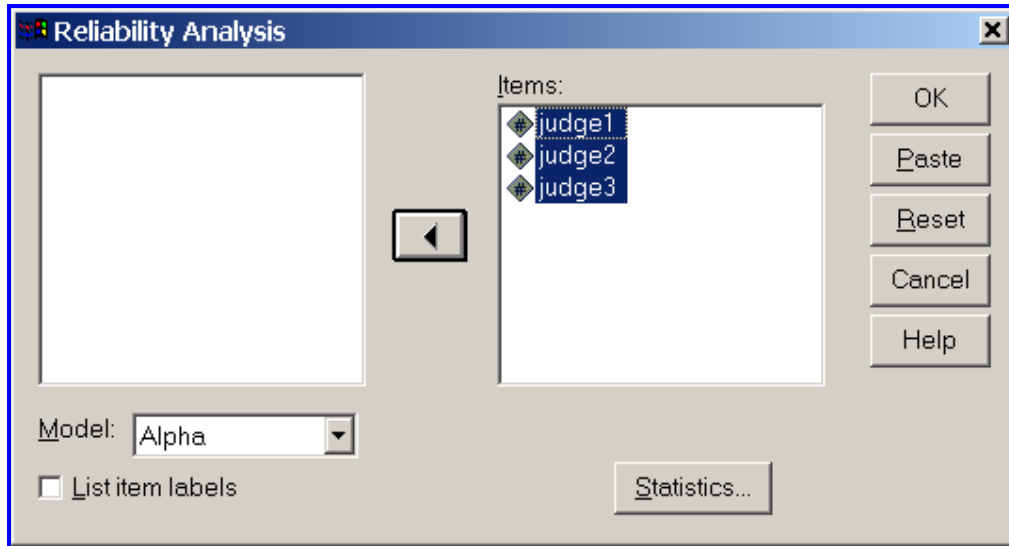 Reliability Analysis
Items:
judge1
judge2
judge3
OK
Paste
Reset
Cancel
Help
Model: Alpha
List item labels
Statistics...